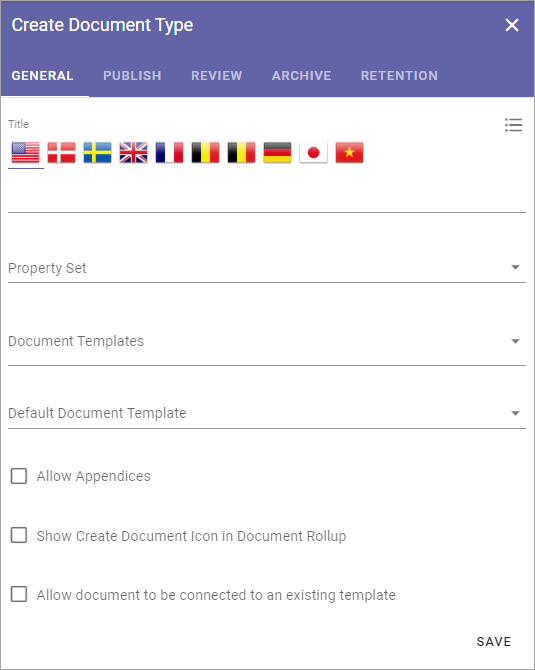 Create Document Type
GENERAL PUBLISH REVIEW ARCHIVE RETENTION
Title
Property Set
Document Templates
Default Document Template
Allow Appendices
Show Create Document Icon in Document Rollup
Allow document to be connected to an existing template
SAVE